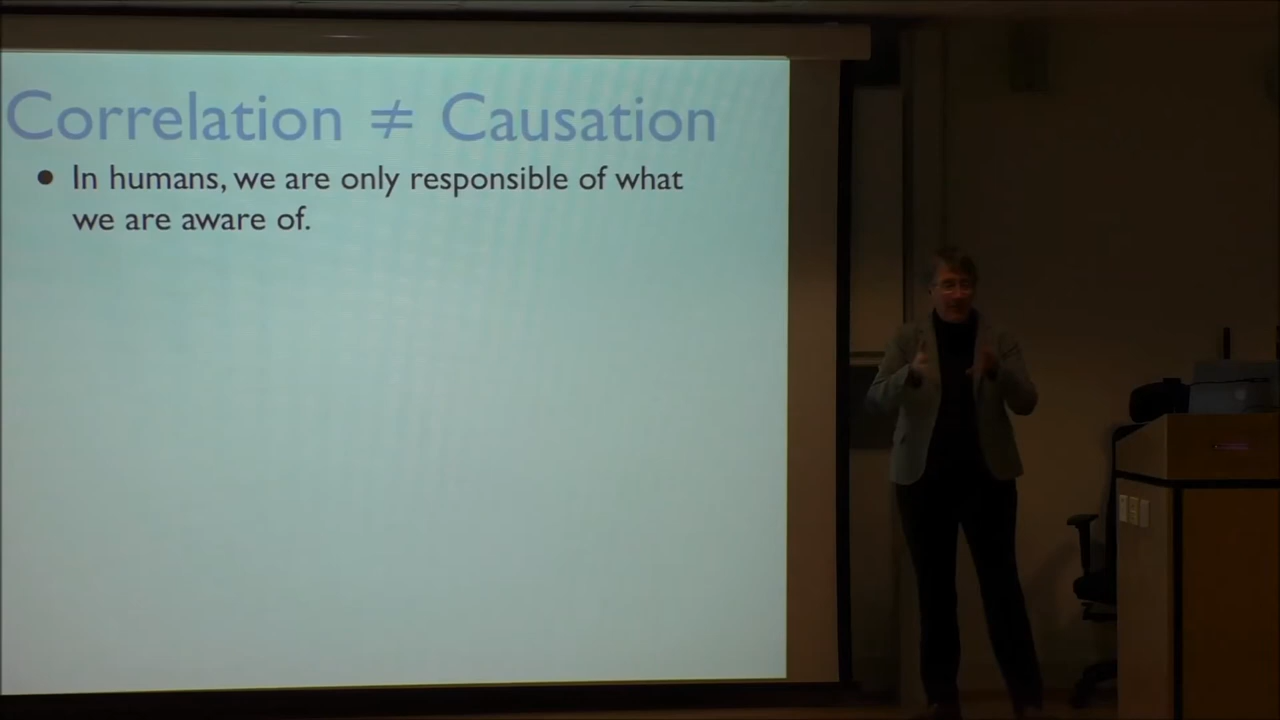 Correlation ≠ Causation
• In humans, we are only responsible of what
we are aware of.